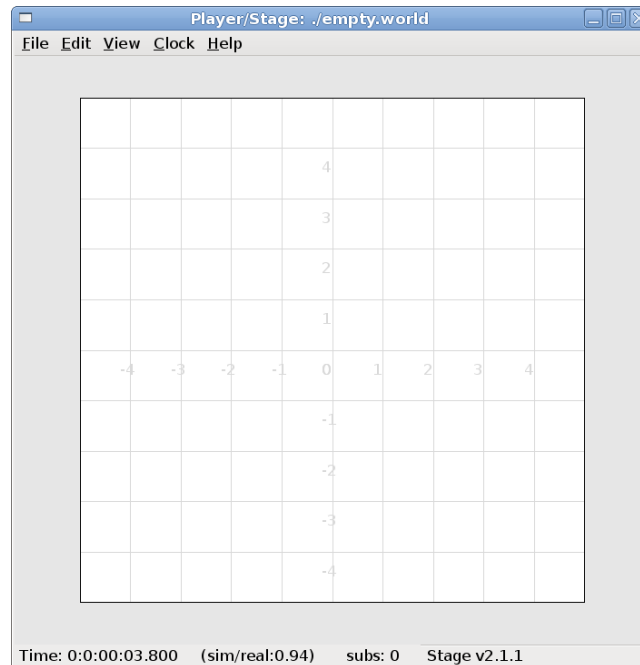 Player/Stage: ./empty.world
File Edit View Clock Help
4
3
2
1
-4 -3 -2 -1 0 1 2 3 4
-1
-2
-3
-4
Time: 0:0:00:03.800 (sim/real:0.94) subs: 0 Stage v2.1.1